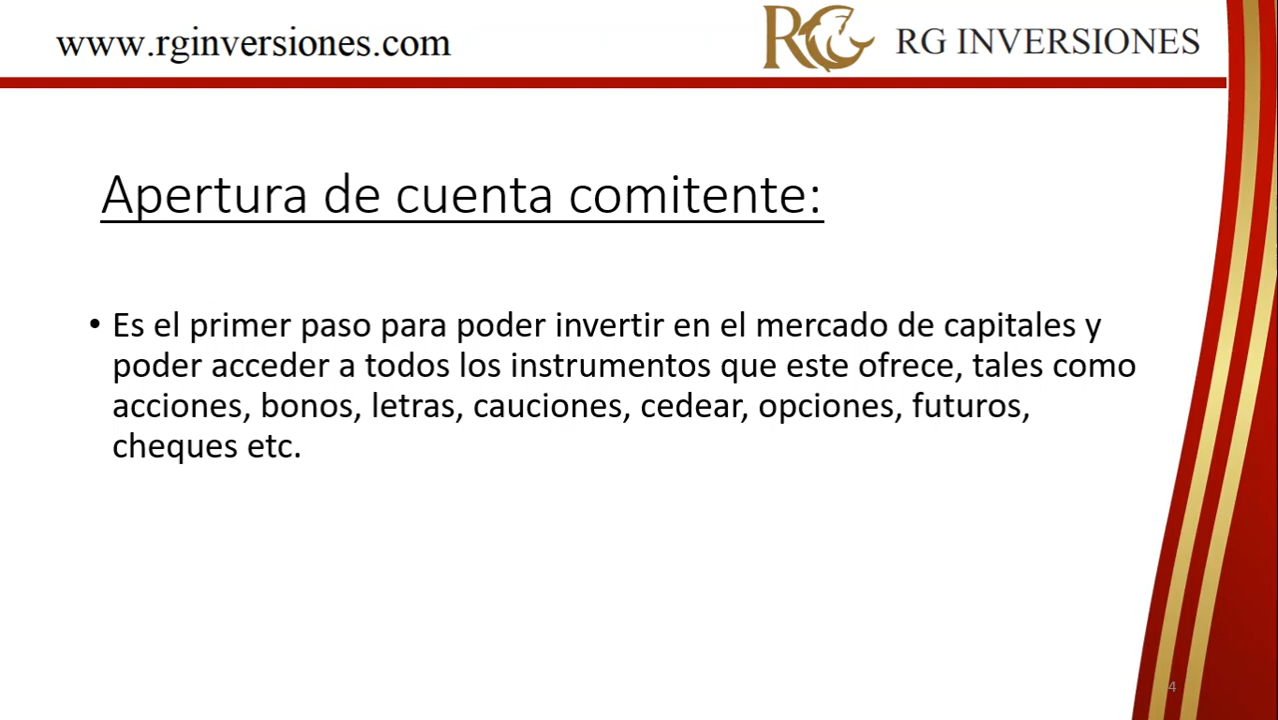 www.rginversiones.com
RG RG INVERSIONES
Apertura de cuenta comitente:
• Es el primer paso para poder invertir en el mercado de capitales y
poder acceder a todos los instrumentos que este ofrece, tales como
acciones, bonos, letras, cauciones, cedear, opciones, futuros,
cheques etc.
4